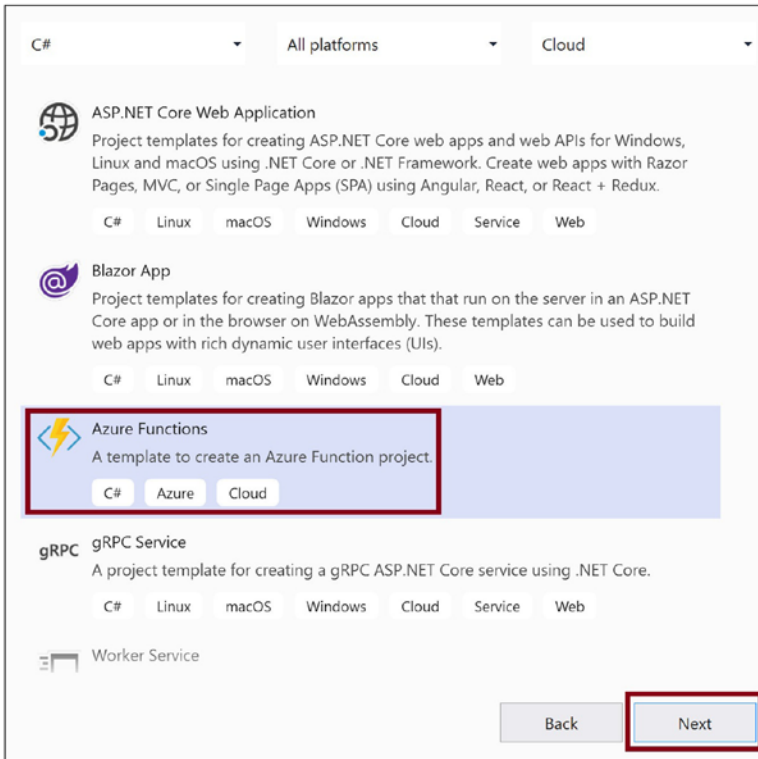 C# All platforms Cloud
ASP.NET Core Web Application
Project templates for creating ASP.NET Core web apps and web APIs for Windows,
Linux and macOS using .NET Core or .NET Framework. Create web apps with Razor
Pages, MVC, or Single Page Apps (SPA) using Angular, React, or React + Redux.
C# Linux macOS Windows Cloud Service Web
Blazor App
Project templates for creating Blazor apps that that run on the server in an ASP.NET
Core app or in the browser on WebAssembly. These templates can be used to build
web apps with rich dynamic user interfaces (UIs).
C# Linux macOS Windows Cloud Web
Azure Functions
A template to create an Azure Function project.
C# Azure Cloud
gRPC gRPC Service
A project template for creating a gRPC ASP.NET Core service using .NET Core.
C# Linux macOS Windows Cloud Service Web
Worker Service
Back Next